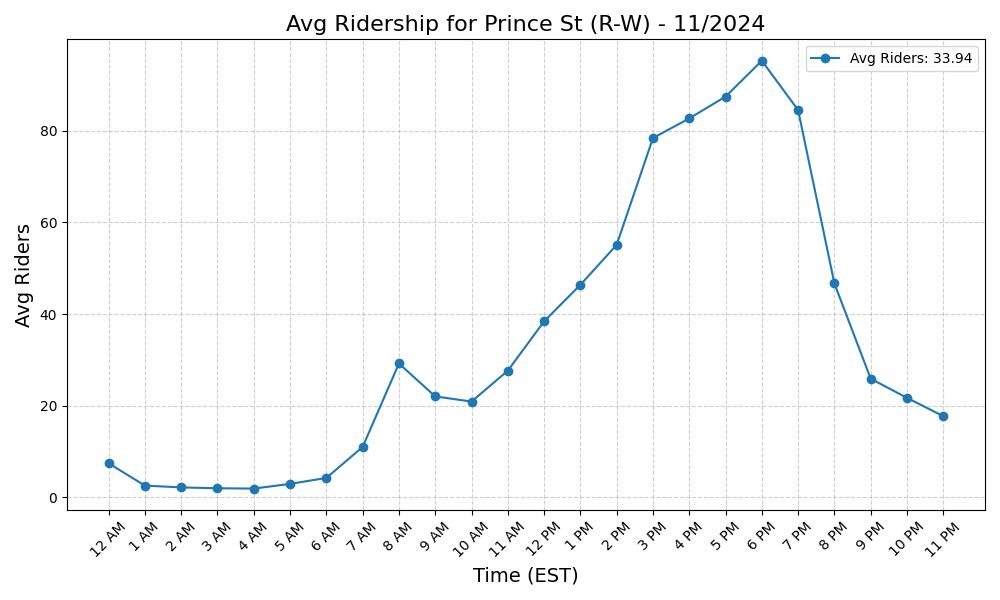 Avg Ridership for Prince St (R-W) - 11/2024
Avg Riders: 33.94
Avg Riders
80
60
40
20
0
12 AM
1 AM
2 AM
3 AM
4 AM
5 AM
6 AM
7 AM
8 AM
9 AM
10 AM
11 AM
12 PM
1 PM
2 PM
3 PM
4 PM
5 PM
6 PM
7 PM
8 PM
9 PM
10 PM
11 PM
Time (EST)